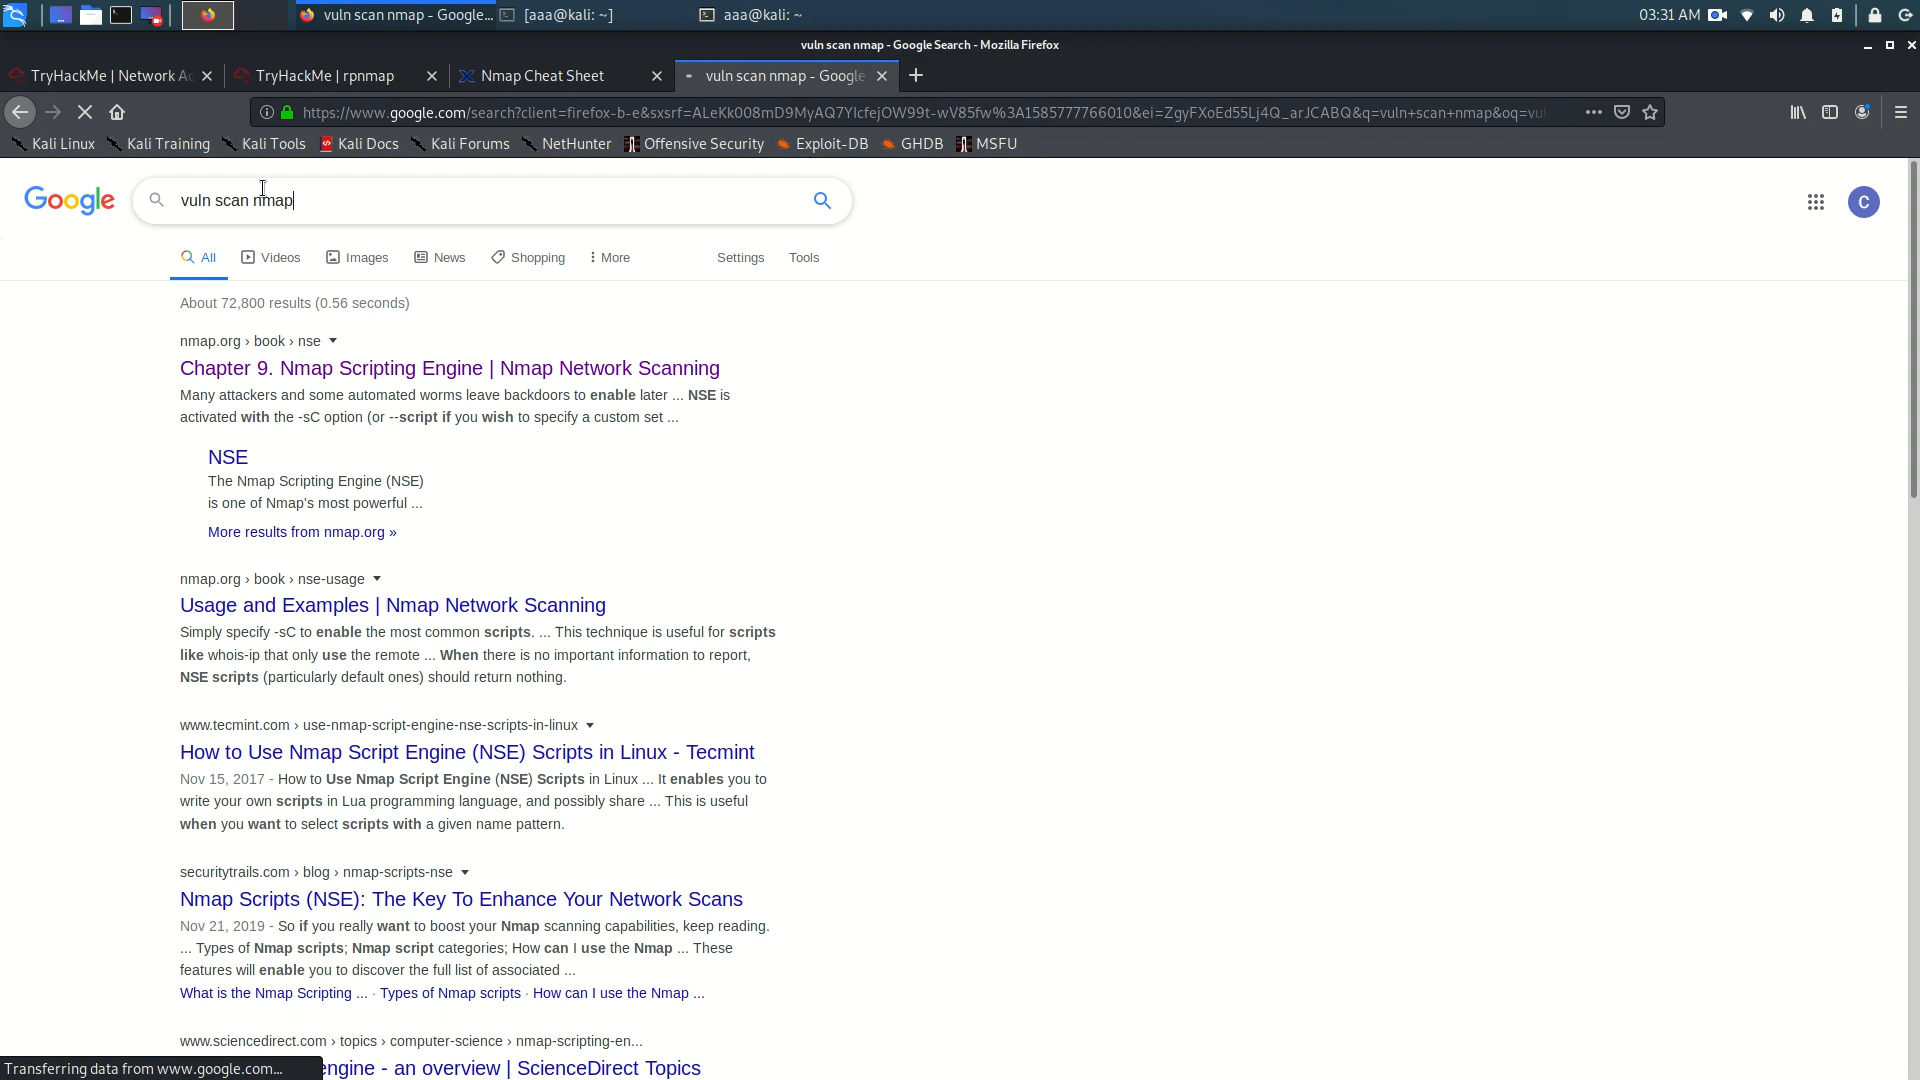 vuln scan nmap - Google...
[aaa@kali: ~]
aaa@kali: ~
03:31 AM
vuln scan nmap - Google Search - Mozilla Firefox
TryHackMe | Network Ac
TryHackMe | rpnmap
Nmap Cheat Sheet
vuln scan nmap - Google
https://www.google.com/search?client=firefox-b-e&sxsrf=ALeKk008mD9MyAQ7YIcfejOW99t-wV85fw%3A1585777766010&ei=ZgyFXoEd55Lj4Q_arJCABQ&q=vuln+scan+nmap&oq=vul
Kali Linux
Kali Training
Kali Tools
Kali Docs
Kali Forums
NetHunter
Offensive Security
Exploit-DB
GHDB
MSFU
Google
vuln scan nmap
C
All
Videos
Images
News
Shopping
More
Settings
Tools
About 72,800 results (0.56 seconds)
nmap.org › book › nse
Chapter 9. Nmap Scripting Engine | Nmap Network Scanning
Many attackers and some automated worms leave backdoors to enable later ... NSE is
activated with the -sC option (or --script if you wish to specify a custom set ...
NSE
The Nmap Scripting Engine (NSE)
is one of Nmap's most powerful ...
More results from nmap.org »
nmap.org › book › nse-usage
Usage and Examples | Nmap Network Scanning
Simply specify -sC to enable the most common scripts. ... This technique is useful for scripts
like whois-ip that only use the remote ... When there is no important information to report,
NSE scripts (particularly default ones) should return nothing.
www.tecmint.com › use-nmap-script-engine-nse-scripts-in-linux
How to Use Nmap Script Engine (NSE) Scripts in Linux - Tecmint
Nov 15, 2017 - How to Use Nmap Script Engine (NSE) Scripts in Linux ... It enables you to
write your own scripts in Lua programming language, and possibly share ... This is useful
when you want to select scripts with a given name pattern.
securitytrails.com › blog › nmap-scripts-nse
Nmap Scripts (NSE): The Key To Enhance Your Network Scans
Nov 21, 2019 - So if you really want to boost your Nmap scanning capabilities, keep reading.
... Types of Nmap scripts; Nmap script categories; How can I use the Nmap ... These
features will enable you to discover the full list of associated ...
What is the Nmap Scripting ... · Types of Nmap scripts · How can I use the Nmap ...
www.sciencedirect.com › topics › computer-science › nmap-scripting-en...
engine - an overview | ScienceDirect Topics
Transferring data from www.google.com...